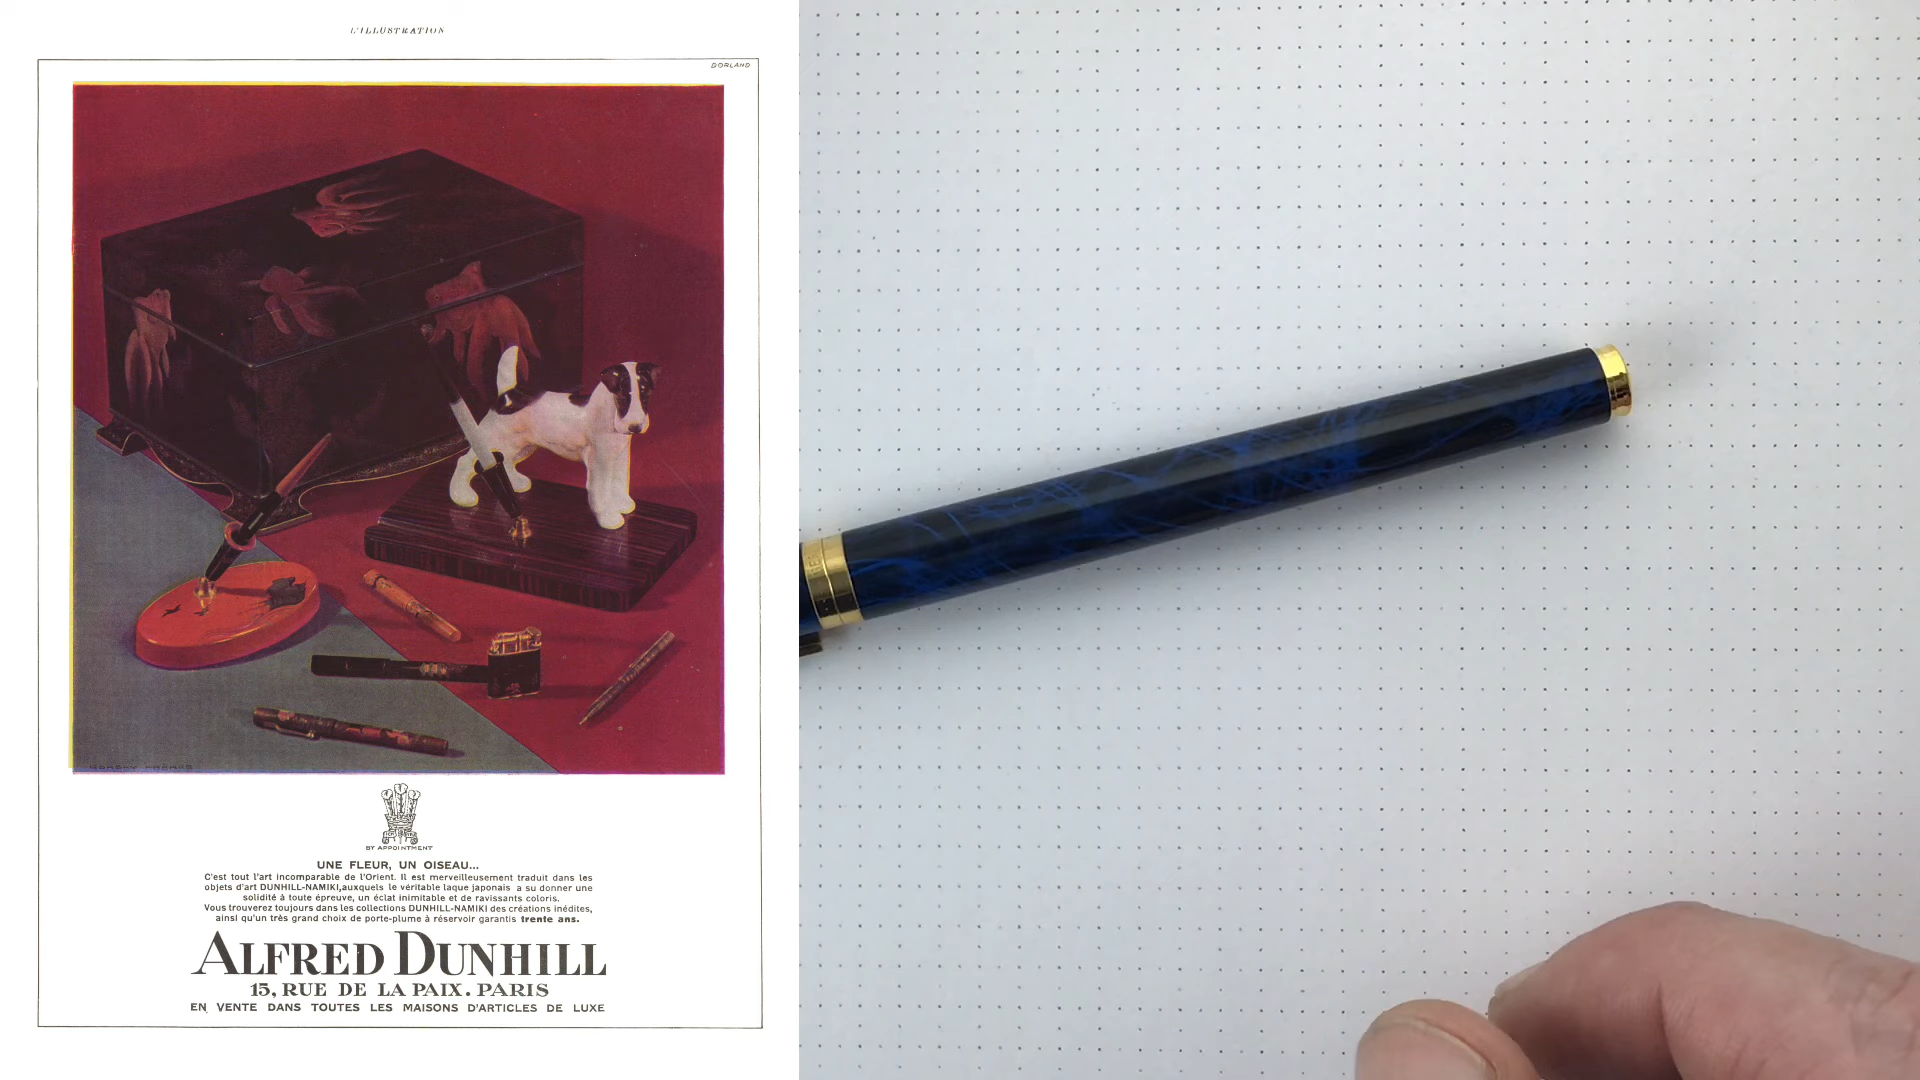 L'ILLUSTRATION
DORLAND
BY APPOINTMENT
UNE FLEUR, UN OISEAU...
C'est tout l'art incomparable de l'Orient. Il est merveilleusement traduit dans les
objets d'art DUNHILL-NAMIKI,auxquels le véritable laque japonais a su donner une
solidité à toute épreuve, un éclat inimitable et de ravissants coloris.
Vous trouverez toujours dans les collections DUNHILL-NAMIKI des créations inédites,
ainsi qu'un très grand choix de porte-plume à réservoir garantis trente ans.
ALFRED DUNHILL
15, RUE DE LA PAIX. PARIS
EN VENTE DANS TOUTES LES MAISONS D'ARTICLES DE LUXE